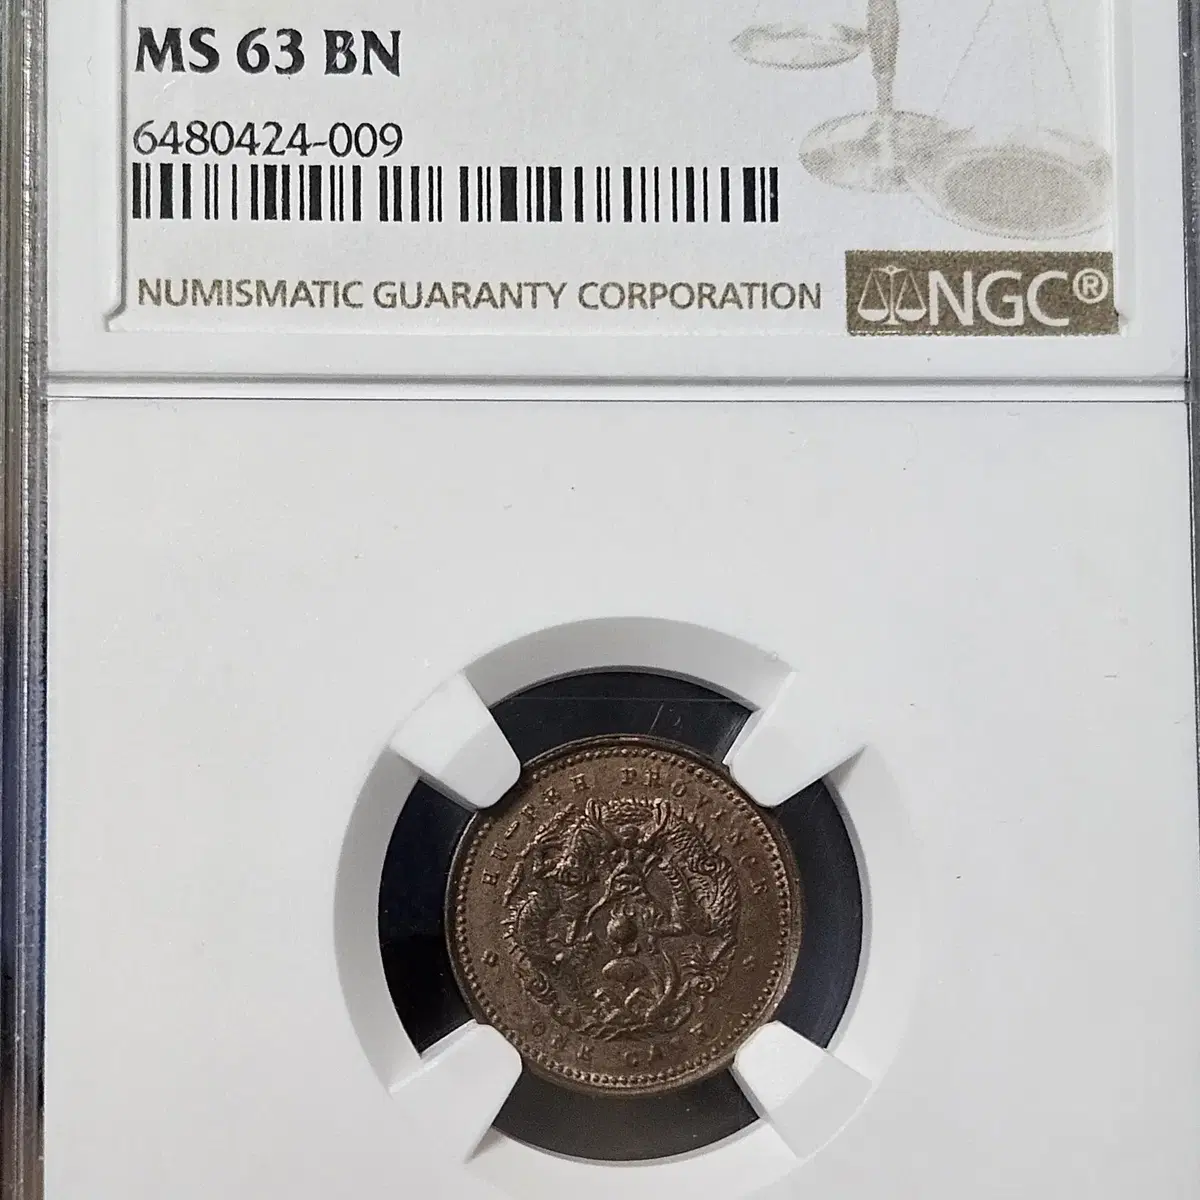 MS 63 BN
6480424-009
NUMISMATIC GUARANTY CORPORATION
NGC®
HU-PEH PROVINCE
ONE CASH